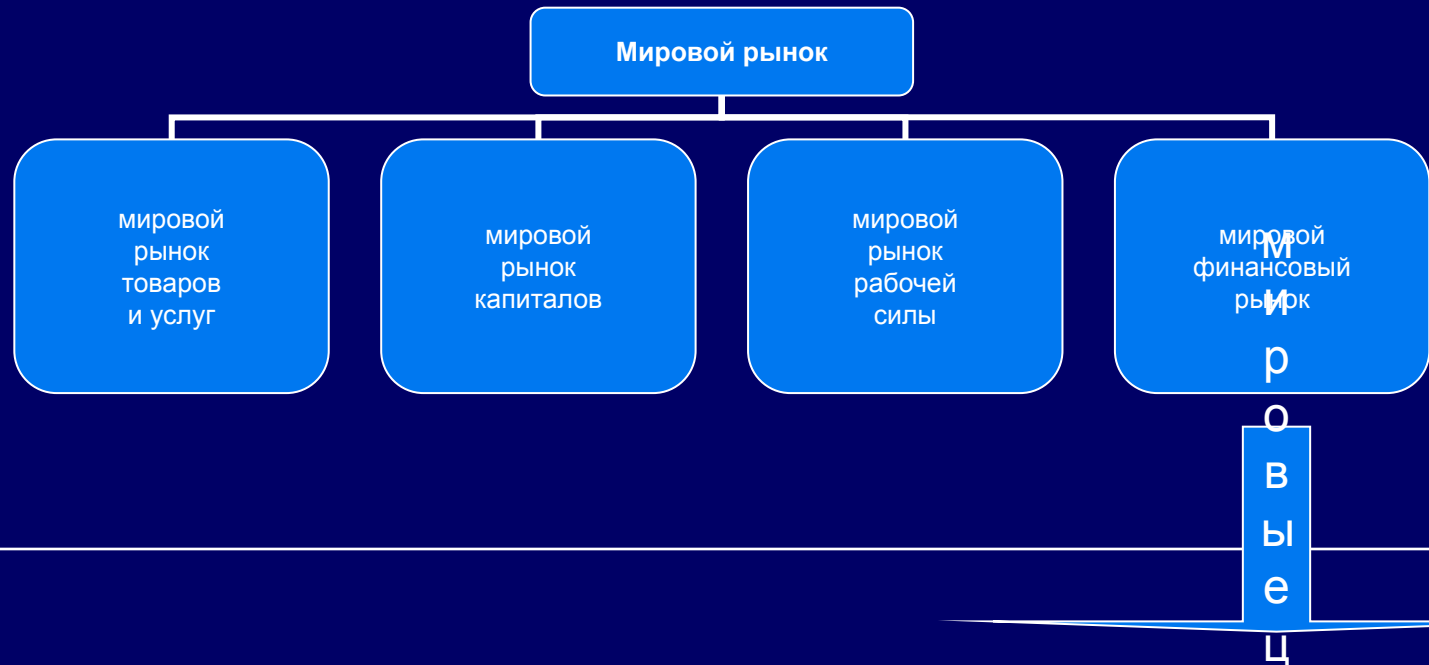 Мировой рынок
мировой
рынок
товаров
и услуг
мировой
рынок
капиталов
мировой
рынок
рабочей
силы
мировой
финансовый
рынок
м
и
р
о
в
ы
е
ц